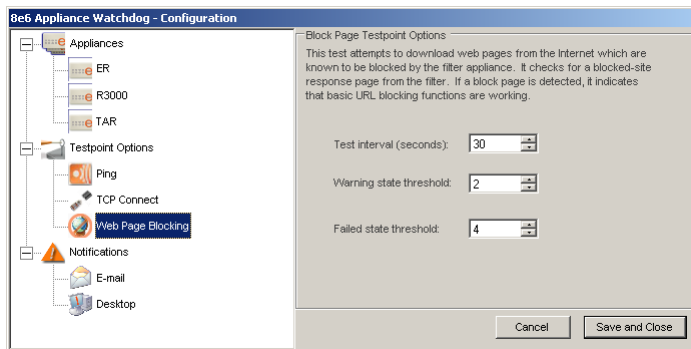 8e6 Appliance Watchdog - Configuration
Appliances
ER
R3000
TAR
Testpoint Options
Ping
TCP Connect
Web Page Blocking
Notifications
E-mail
Desktop
Block Page Testpoint Options
This test attempts to download web pages from the Internet which are
known to be blocked by the filter appliance. It checks for a blocked-site
response page from the filter. If a block page is detected, it indicates
that basic URL blocking functions are working.
Test interval (seconds): 30
Warning state threshold: 2
Failed state threshold: 4
Cancel
Save and Close